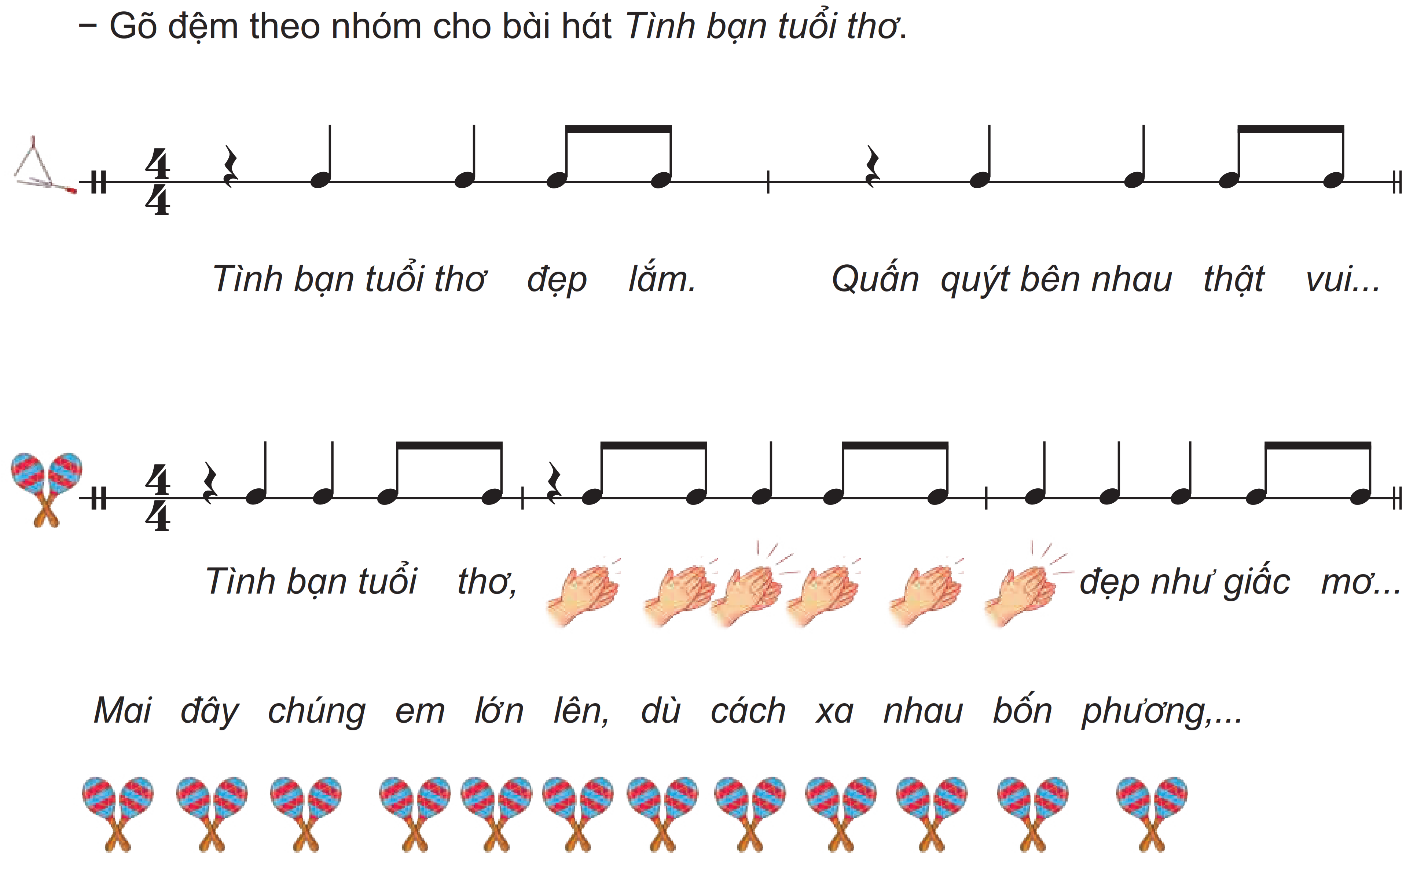 – Gõ đệm theo nhóm cho bài hát Tình bạn tuổi thơ.
4
4
Tình bạn tuổi thơ đẹp lắm. Quấn quýt bên nhau thật vui...
4
4
Tình bạn tuổi thơ, đẹp như giấc mơ...
Mai đây chúng em lớn lên, dù cách xa nhau bốn phương,...